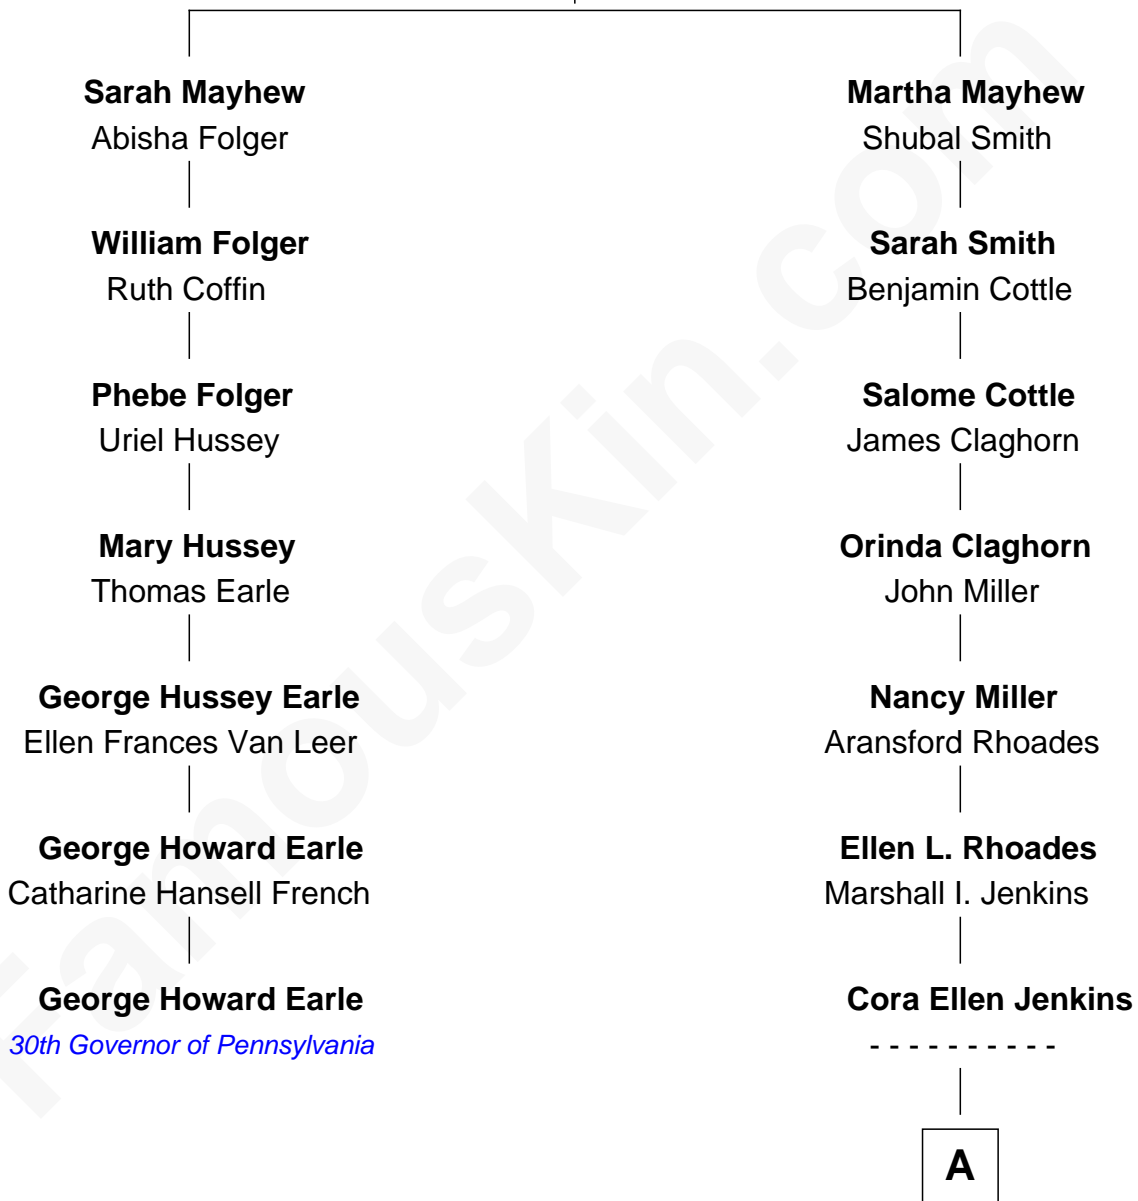 Sarah Mayhew
Abisha Folger
William Folger
Ruth Coffin
Phebe Folger
Uriel Hussey
Mary Hussey
Thomas Earle
George Hussey Earle
Ellen Frances Van Leer
George Howard Earle
Catharine Hansell French
George Howard Earle
30th Governor of Pennsylvania
Martha Mayhew
Shubal Smith
Sarah Smith
Benjamin Cottle
Salome Cottle
James Claghorn
Orinda Claghorn
John Miller
Nancy Miller
Aransford Rhoades
Ellen L. Rhoades
Marshall I. Jenkins
Cora Ellen Jenkins
- - - - - - - - - -
A
FamousKin.com